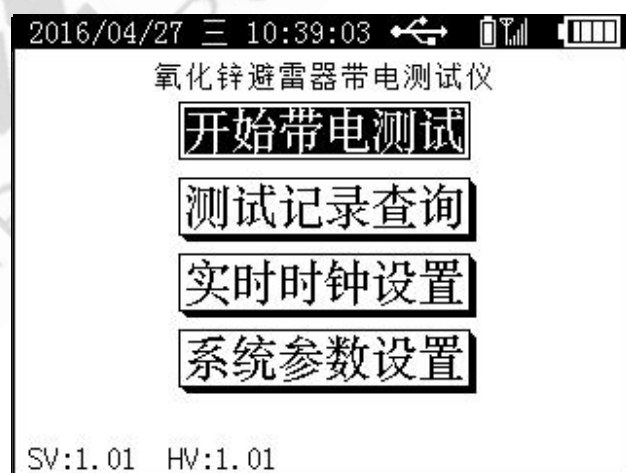 2016/04/27 三 10:39:03
氧化锌避雷器带电测试仪
开始带电测试
测试记录查询
实时时钟设置
系统参数设置
SV:1.01 HV:1.01